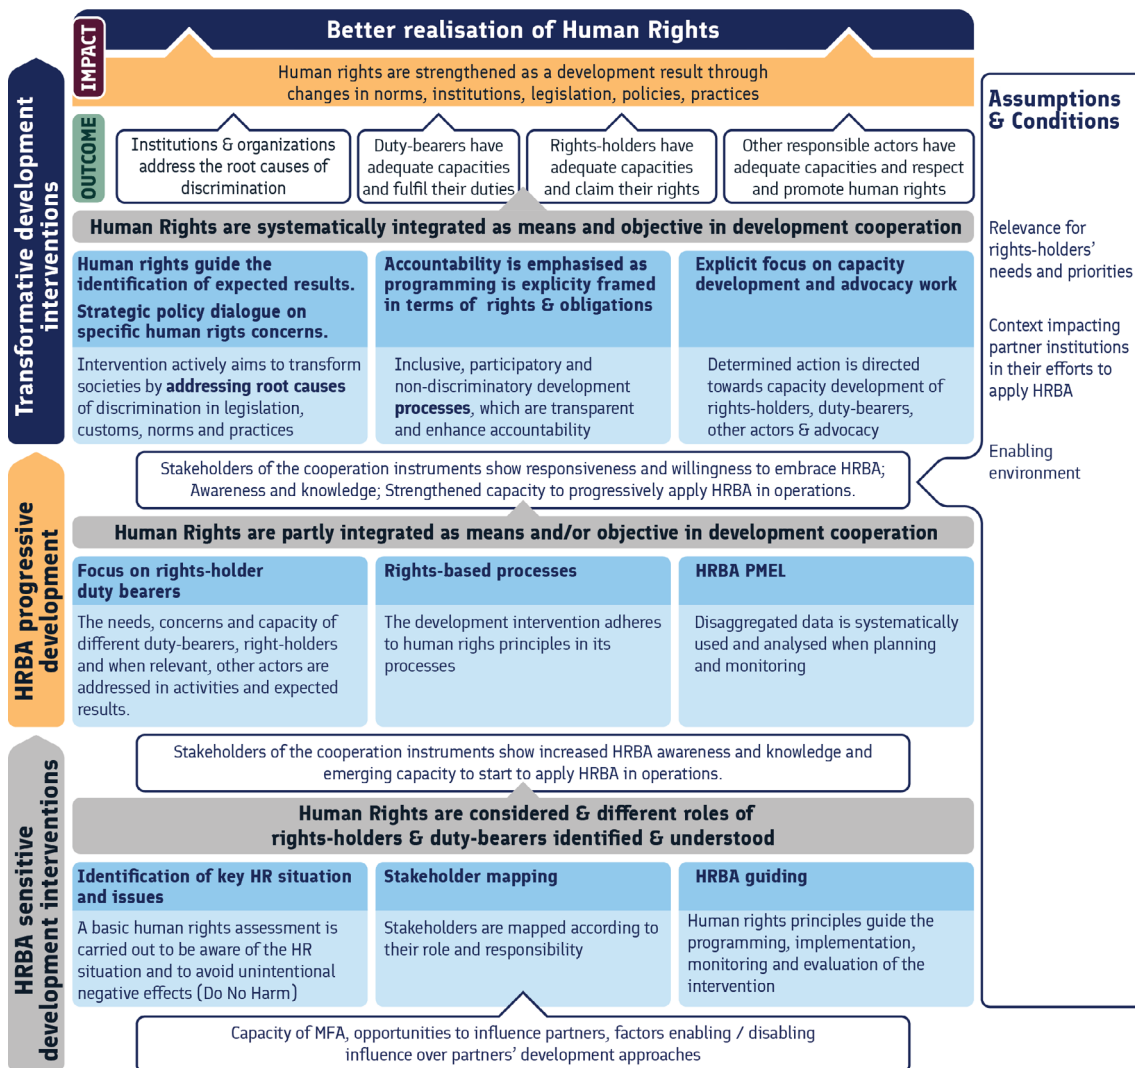 Better realisation of Human Rights
IMPACT
Human rights are strengthened as a development result through
changes in norms, institutions, legislation, policies, practices
OUTCOME
Institutions & organizations
address the root causes of
discrimination
Duty-bearers have
adequate capacities
and fulfil their duties
Rights-holders have
adequate capacities
and claim their rights
Other responsible actors have
adequate capacities and respect
and promote human rights
Transformative development
interventions
Human Rights are systematically integrated as means and objective in development cooperation
Human rights guide the
identification of expected results.
Strategic policy dialogue on
specific human rigts concerns.
Intervention actively aims to transform
societies by addressing root causes
of discrimination in legislation,
customs, norms and practices
Accountability is emphasised as
programming is explicity framed
in terms of rights & obligations
Inclusive, participatory and
non-discriminatory development
processes, which are transparent
and enhance accountability
Explicit focus on capacity
development and advocacy work
Determined action is directed
towards capacity development of
rights-holders, duty-bearers,
other actors & advocacy
Stakeholders of the cooperation instruments show responsiveness and willingness to embrace HRBA;
Awareness and knowledge; Strengthened capacity to progressively apply HRBA in operations.
HRBA progressive
development
Human Rights are partly integrated as means and/or objective in development cooperation
Focus on rights-holder
duty bearers
The needs, concerns and capacity of
different duty-bearers, right-holders
and when relevant, other actors are
addressed in activities and expected
results.
Rights-based processes
The development intervention adheres
to human righs principles in its
processes
HRBA PMEL
Disaggregated data is systematically
used and analysed when planning
and monitoring
Stakeholders of the cooperation instruments show increased HRBA awareness and knowledge and
emerging capacity to start to apply HRBA in operations.
HRBA sensitive
development interventions
Human Rights are considered & different roles of
rights-holders & duty-bearers identified & understood
Identification of key HR situation
and issues
A basic human rights assessment is
carried out to be aware of the HR
situation and to avoid unintentional
negative effects (Do No Harm)
Stakeholder mapping
Stakeholders are mapped according to
their role and responsibility
HRBA guiding
Human rights principles guide the
programming, implementation,
monitoring and evaluation of the
intervention
Capacity of MFA, opportunities to influence partners, factors enabling / disabling
influence over partners' development approaches
Assumptions
& Conditions
Relevance for
rights-holders'
needs and priorities
Context impacting
partner institutions
in their efforts to
apply HRBA
Enabling
environment